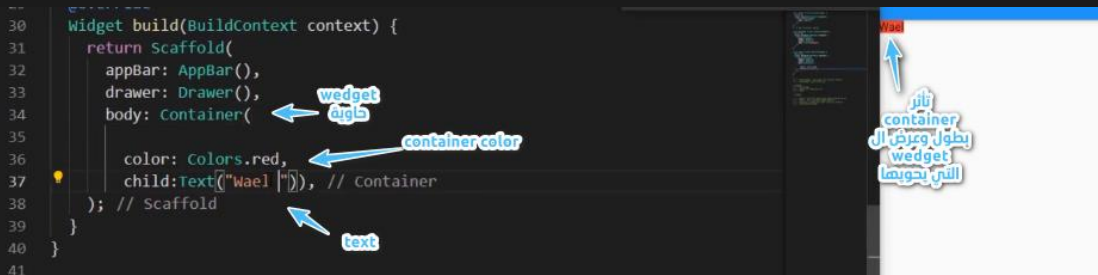 30 Widget build(BuildContext context) {
31 return Scaffold(
32 appBar: AppBar(),
33 drawer: Drawer(),
34 body: Container(
35
36 color: Colors.red,
37 child:Text("Wael ")), // Container
38 ); // Scaffold
39 }
40 }
41
wedget
حاوية
container color
text
Wael
تأثر
container
بطول وعرض ال
wedget
التي يحويها